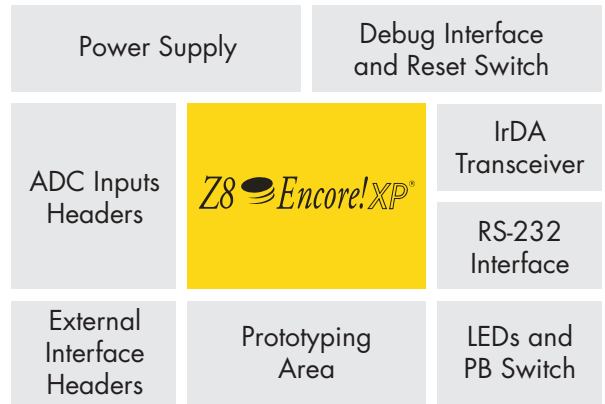 Power Supply
Debug Interface
and Reset Switch
ADC Inputs
Headers
Z8 Encore! XP®
IrDA
Transceiver
RS-232
Interface
External
Interface
Headers
Prototyping
Area
LEDs and
PB Switch